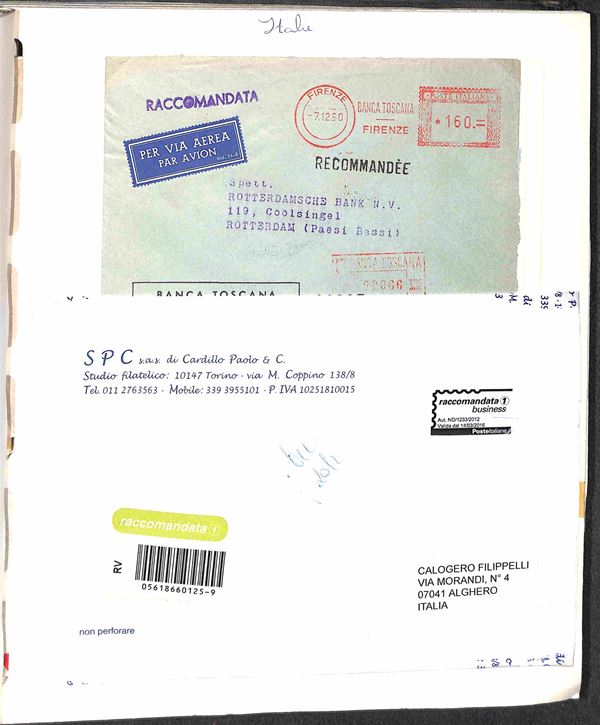 Italie
RACCOMANDATA
PER VIA AEREA
PAR AVION
FIRENZE
-7.12.60
BANCA TOSCANA
FIRENZE
POSTE ITALIANE
*160.=
RECOMMANDÈE
Spett.
ROTTERDAMSCHE BANK N.V.
119, Coolsingel
ROTTERDAM (Paesi Bassi)
BANCA TOSCANA
BANCA TOSCANA
S P C s.a.s. di Cardillo Paolo & C.
Studio filatelico: 10147 Torino - via M. Coppino 138/8
Tel. 011 2763563 - Mobile: 339 3955101 - P. IVA 10251810015
raccomandata 1
business
Aut. NO/1233/2012
Valida dal 14/03/2016
Posteitaliane
raccomandata 1
RV
05618660125-9
CALOGERO FILIPPELLI
VIA MORANDI, N° 4
07041 ALGHERO
ITALIA
non perforare